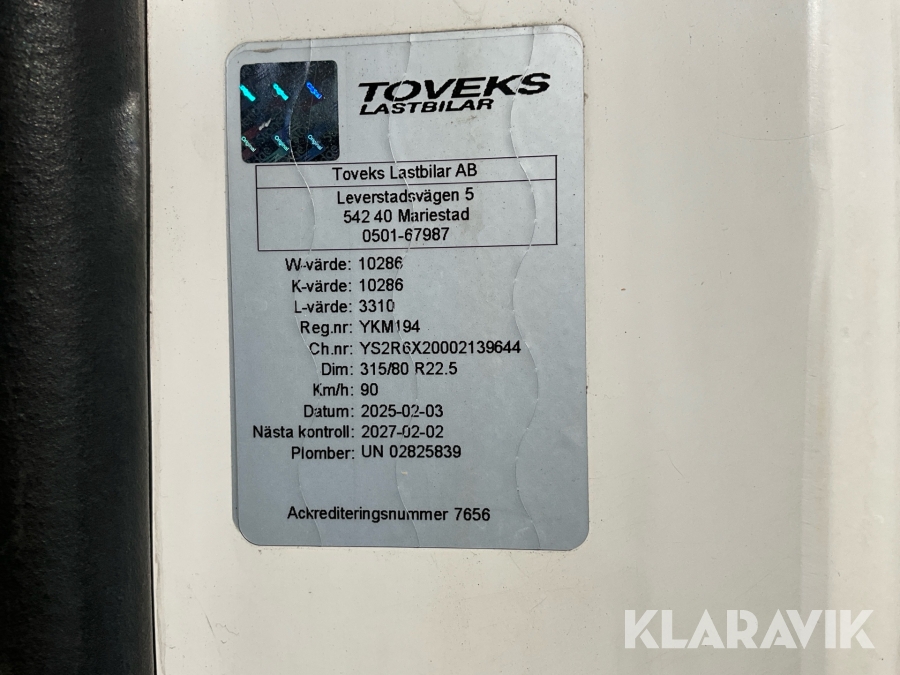 TOVEKS
LASTBILAR
Toveks Lastbilar AB
Leverstadsvägen 5
542 40 Mariestad
0501-67987
W-värde: 10286
K-värde: 10286
L-värde: 3310
Reg.nr: YKM194
Ch.nr: YS2R6X20002139644
Dim: 315/80 R22.5
Km/h: 90
Datum: 2025-02-03
Nästa kontroll: 2027-02-02
Plomber: UN 02825839
Ackrediteringsnummer 7656
KLARAVIK